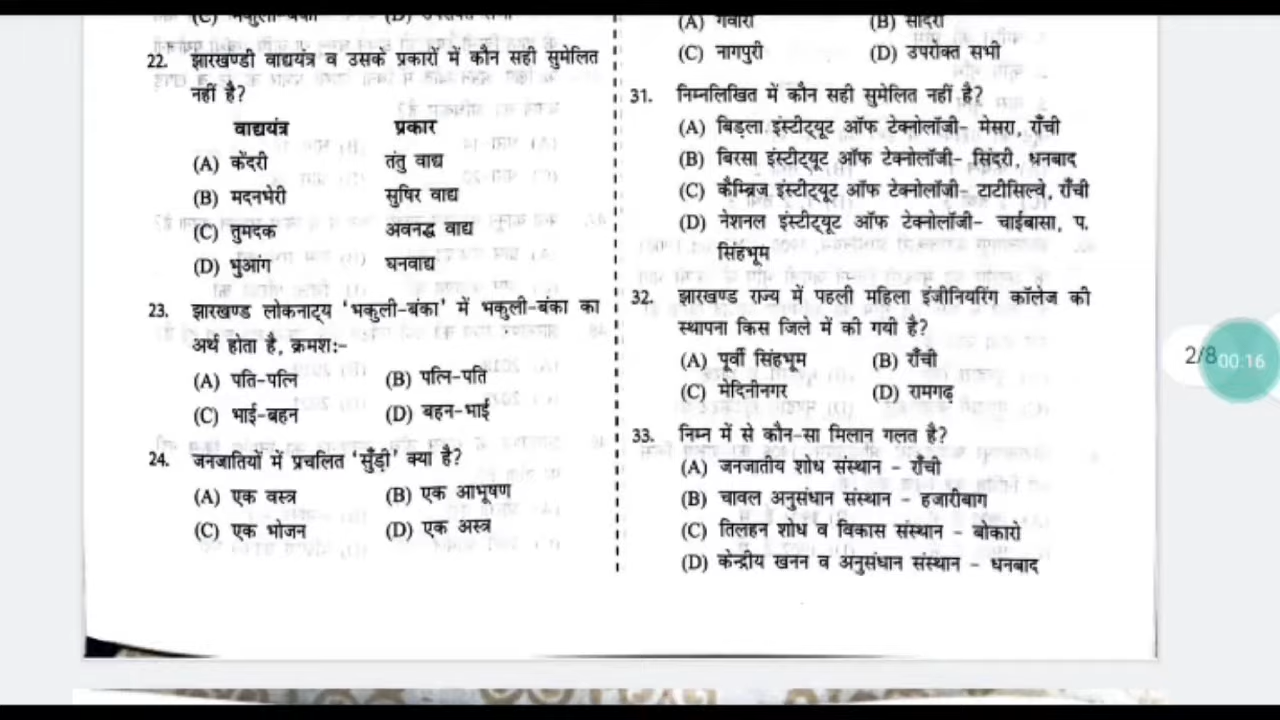 22. झारखण्डी वाद्ययंत्र व उसके प्रकारों में कौन सही सुमेलित
नहीं है?
वाद्ययंत्र प्रकार
(A) केंदरी तंतु वाद्य
(B) मदनभेरी सुषिर वाद्य
(C) तुमदक अवनद्ध वाद्य
(D) भुआंग घनवाद्य
23. झारखण्ड लोकनाट्य ‘भकुली-बंका’ में भकुली-बंका का
अर्थ होता है, क्रमशः-
(A) पति-पत्नि (B) पत्नि-पति
(C) भाई-बहन (D) बहन-भाई
24. जनजातियों में प्रचलित ‘सुँड़ी’ क्या है?
(A) एक वस्त्र (B) एक आभूषण
(C) एक भोजन (D) एक अस्त्र
(A) गंवारी (B) सादरी
(C) नागपुरी (D) उपरोक्त सभी
31. निम्नलिखित में कौन सही सुमेलित नहीं है?
(A) बिड़ला इंस्टीट्यूट ऑफ टेक्नोलॉजी- मेसरा, राँची
(B) बिरसा इंस्टीट्यूट ऑफ टेक्नोलॉजी- सिंदरी, धनबाद
(C) कैम्ब्रिज इंस्टीट्यूट ऑफ टेक्नोलॉजी- टाटीसिल्वे, राँची
(D) नेशनल इंस्टीट्यूट ऑफ टेक्नोलॉजी- चाईबासा, प.
सिंहभूम
32. झारखण्ड राज्य में पहली महिला इंजीनियरिंग कॉलेज की
स्थापना किस जिले में की गयी है?
(A) पूर्वी सिंहभूम (B) राँची
(C) मेदिनीनगर (D) रामगढ़
33. निम्न में से कौन-सा मिलान गलत है?
(A) जनजातीय शोध संस्थान - राँची
(B) चावल अनुसंधान संस्थान - हजारीबाग
(C) तिलहन शोध व विकास संस्थान - बोकारो
(D) केन्द्रीय खनन व अनुसंधान संस्थान - धनबाद
2/8
00:16